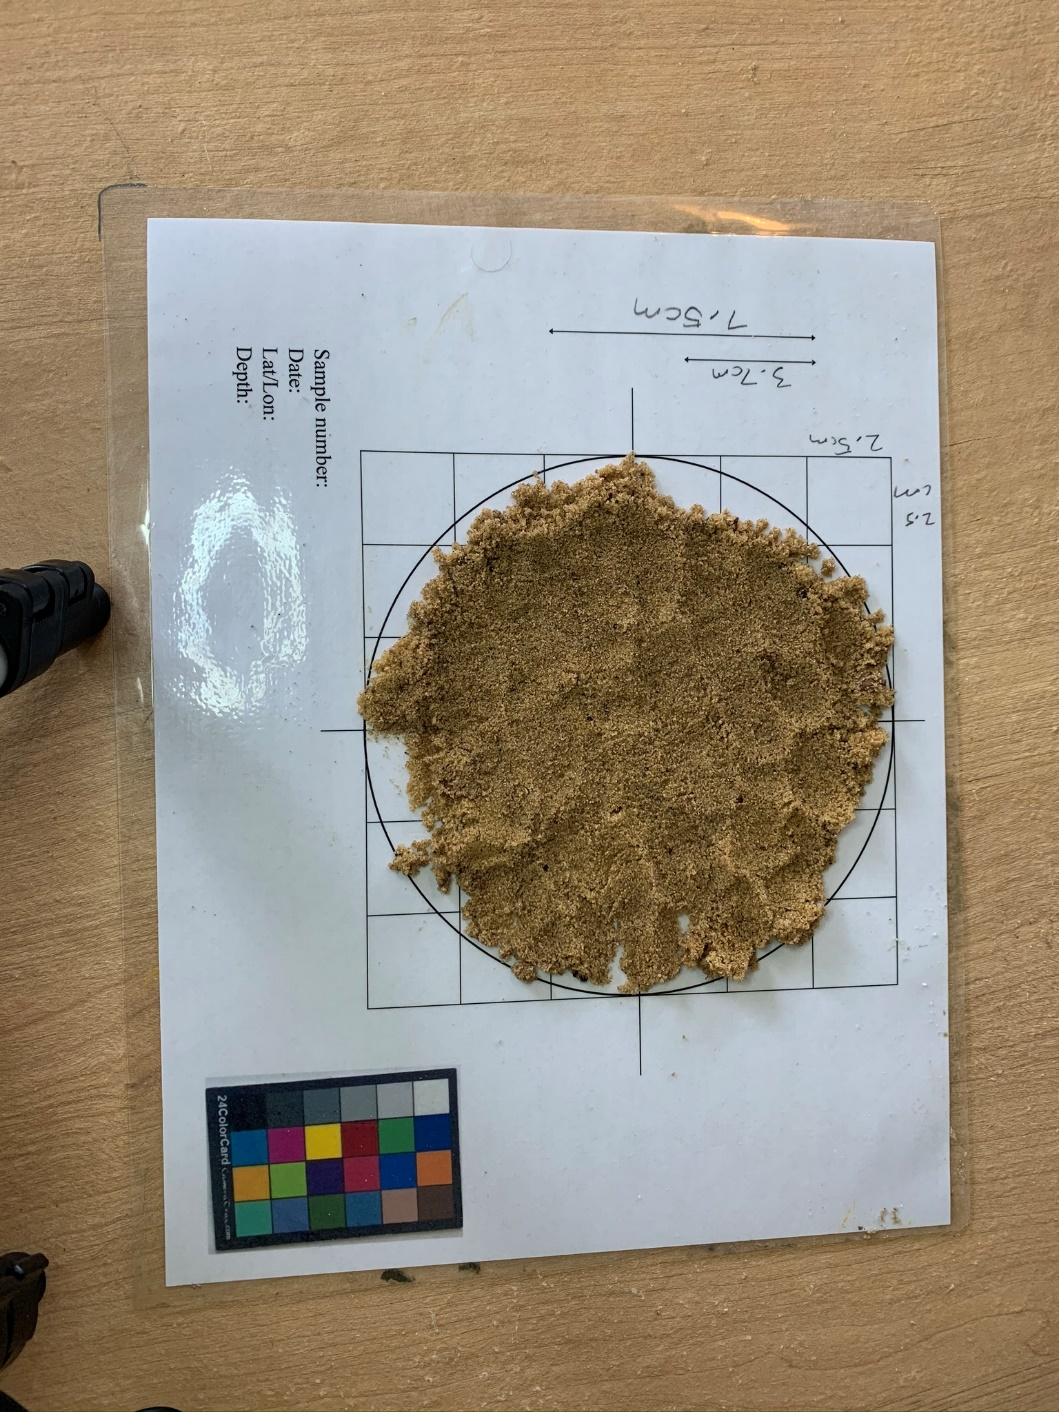 7.5cm
3.7cm
2.5cm
2.5
cm
Sample number:
Date:
Lat/Lon:
Depth:
24ColorCard